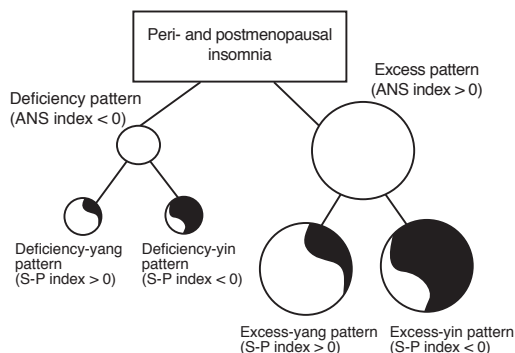 Peri- and postmenopausal
insomnia
Deficiency pattern
(ANS index < 0)
Excess pattern
(ANS index > 0)
Deficiency-yang
pattern
(S-P index > 0)
Deficiency-yin
pattern
(S-P index < 0)
Excess-yang pattern
(S-P index > 0)
Excess-yin pattern
(S-P index < 0)